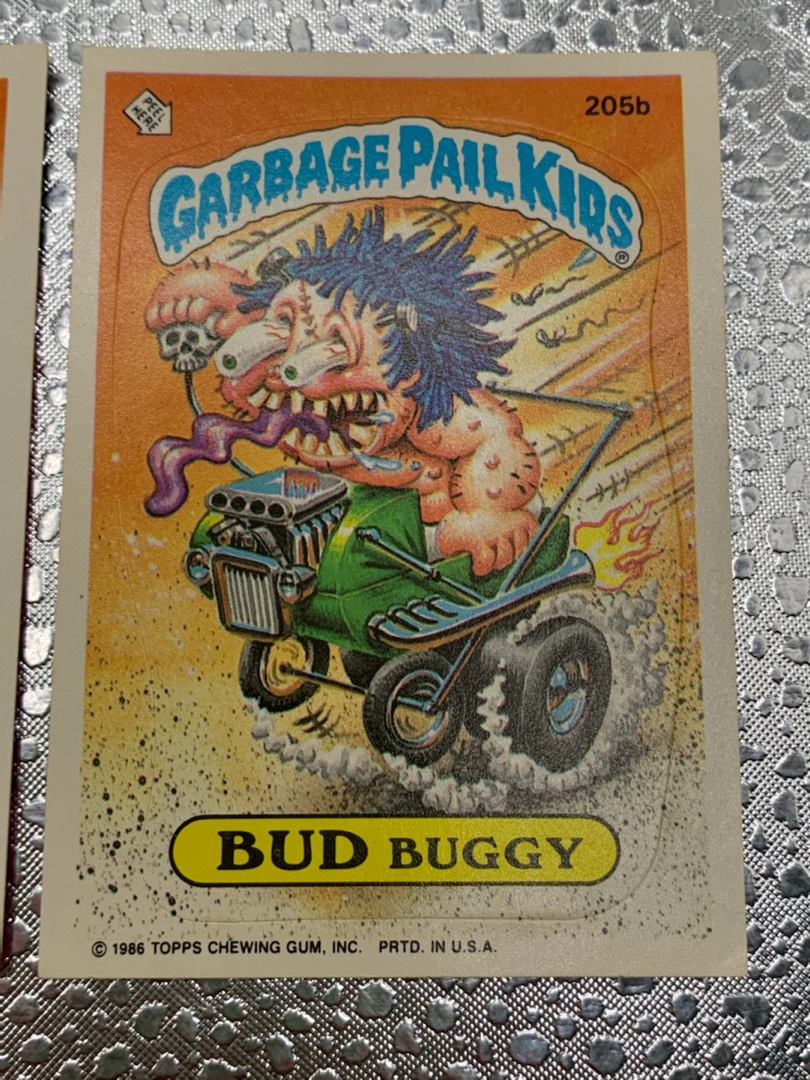 PEEL HERE
205b
GARBAGE PAIL KIDS®
BUD BUGGY
© 1986 TOPPS CHEWING GUM, INC. PRTD. IN U.S.A.